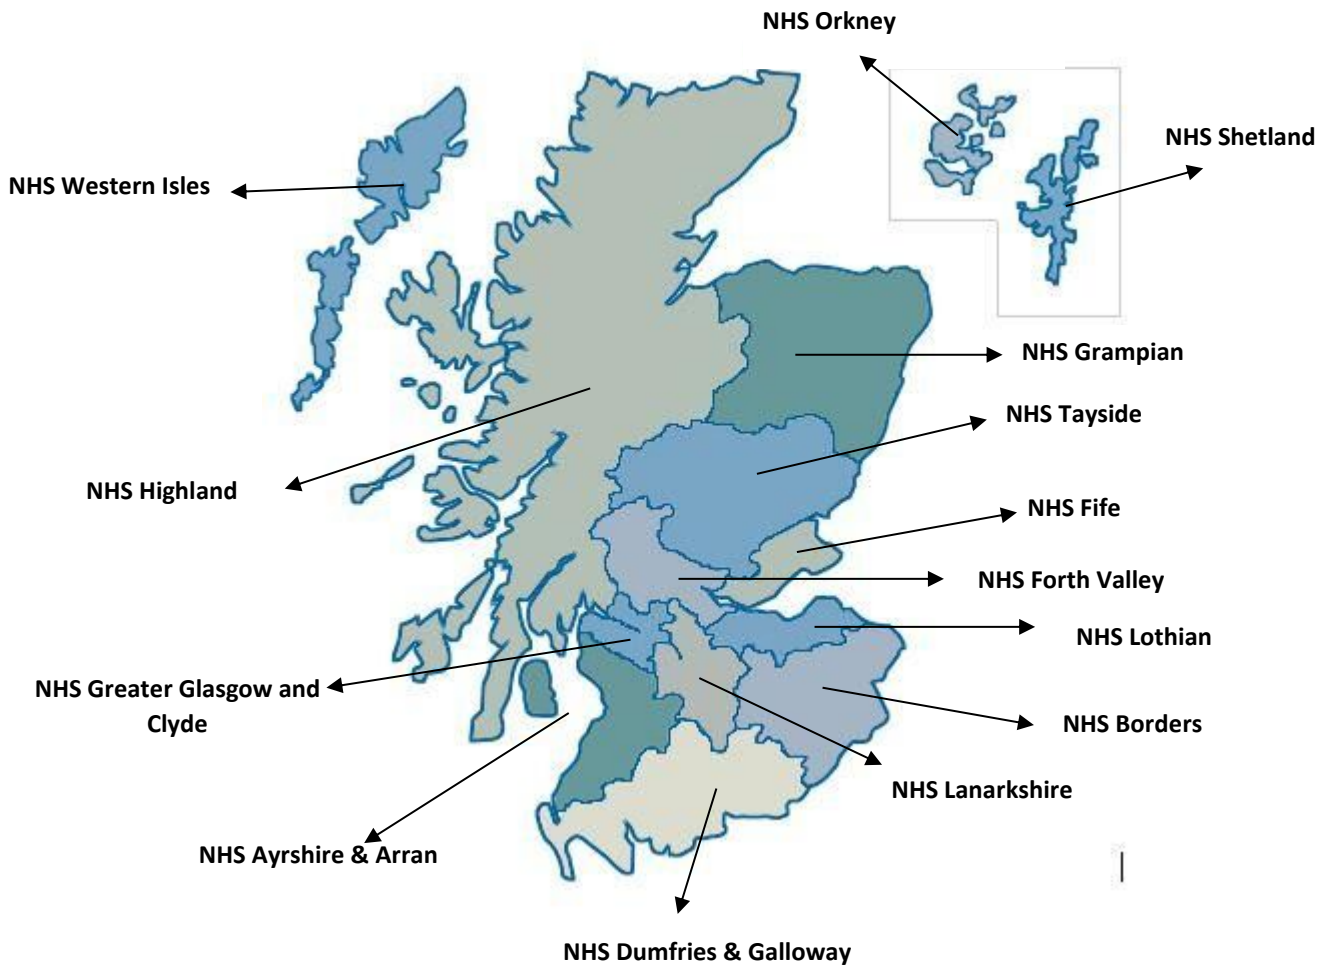 NHS Orkney
NHS Shetland
NHS Western Isles
NHS Grampian
NHS Tayside
NHS Highland
NHS Fife
NHS Forth Valley
NHS Lothian
NHS Greater Glasgow and
Clyde
NHS Borders
NHS Lanarkshire
NHS Ayrshire & Arran
NHS Dumfries & Galloway